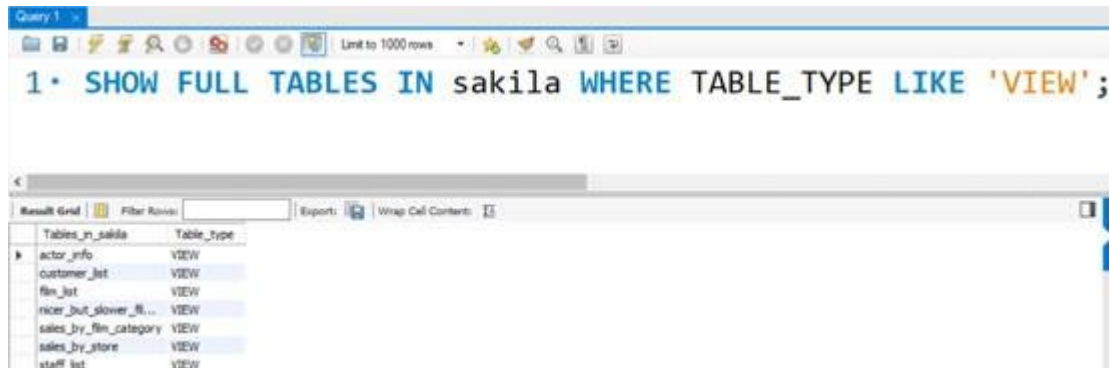 Query 1
Limit to 1000 rows
1 SHOW FULL TABLES IN sakila WHERE TABLE_TYPE LIKE 'VIEW';
Result Grid Filter Rows: Export: Wrap Cell Content:
Tables_in_sakila Table_type
actor_info VIEW
customer_list VIEW
film_list VIEW
nicer_but_slower_fil... VIEW
sales_by_film_category VIEW
sales_by_store VIEW
staff_list VIEW